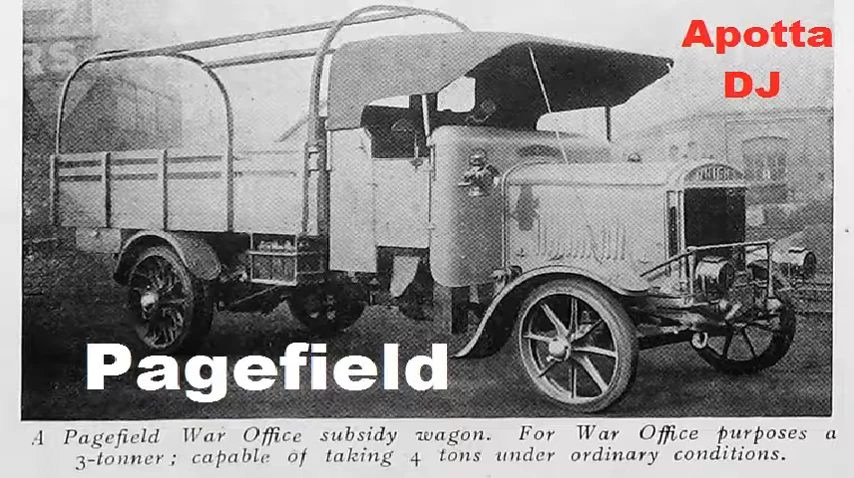 Apotta
DJ
Pagefield
A Pagefield War Office subsidy wagon. For War Office purposes a
3-tonner; capable of taking 4 tons under ordinary conditions.